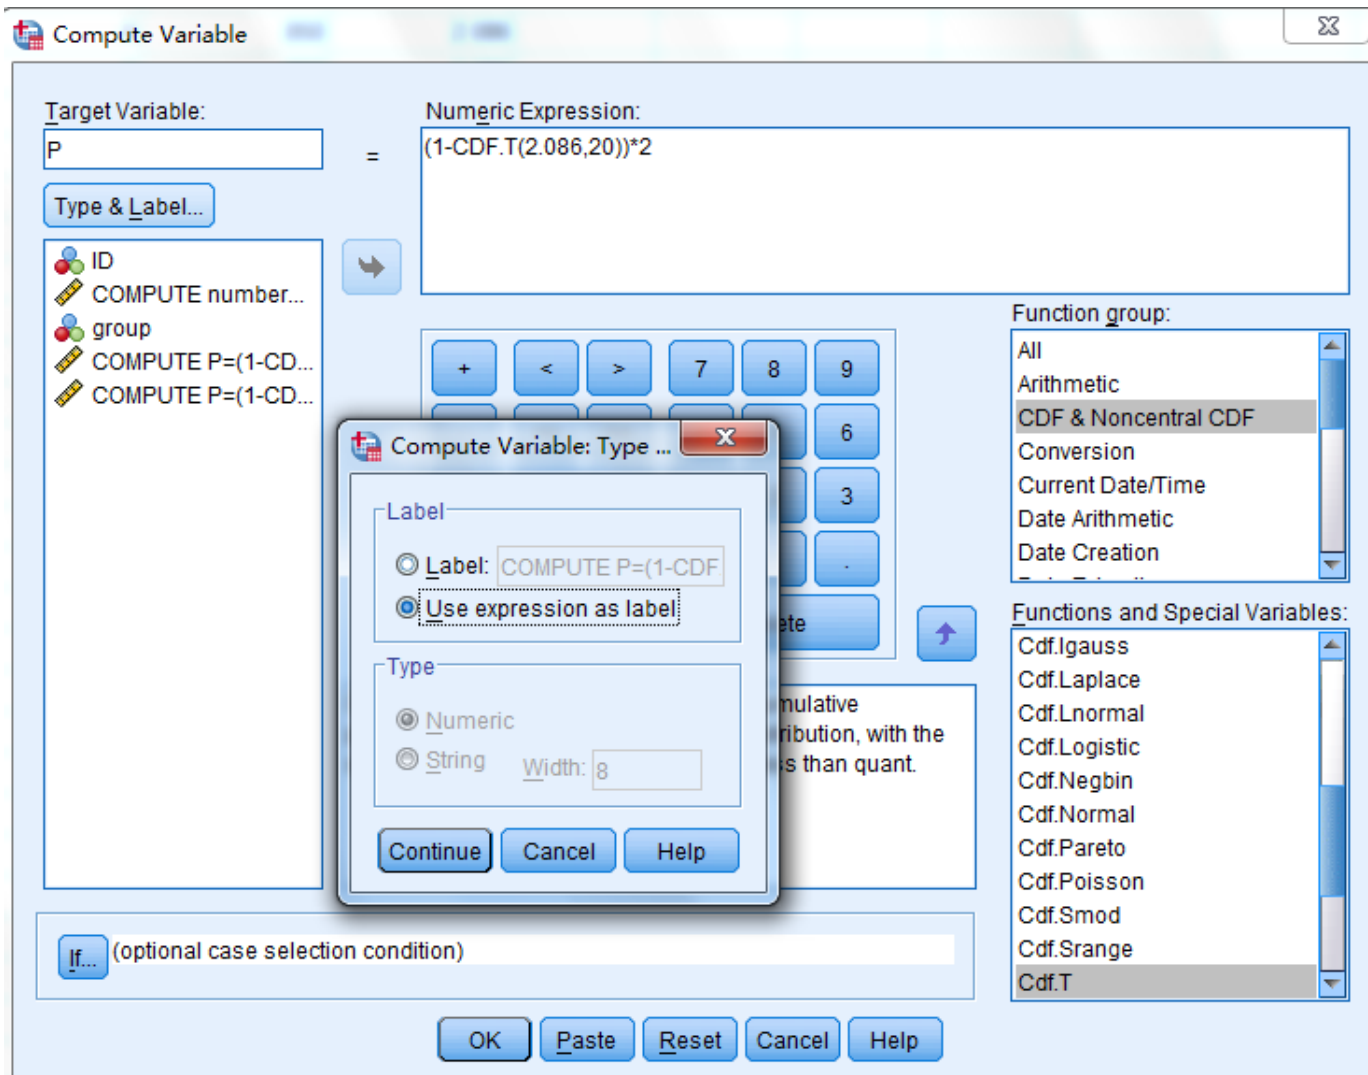 Compute Variable
Target Variable:
P
=
Numeric Expression:
(1-CDF.T(2.086,20))*2
Type & Label...
ID
COMPUTE number...
group
COMPUTE P=(1-CD...
COMPUTE P=(1-CD...
+ < > 7 8 9
6
3
.
ete
Function group:
All
Arithmetic
CDF & Noncentral CDF
Conversion
Current Date/Time
Date Arithmetic
Date Creation
Functions and Special Variables:
Cdf.Igauss
Cdf.Laplace
Cdf.Lnormal
Cdf.Logistic
Cdf.Negbin
Cdf.Normal
Cdf.Pareto
Cdf.Poisson
Cdf.Smod
Cdf.Srange
Cdf.T
mulative
ribution, with the
s than quant.
Compute Variable: Type ...
Label
Label: COMPUTE P=(1-CDF
Use expression as label
Type
Numeric
String Width: 8
Continue Cancel Help
If... (optional case selection condition)
OK Paste Reset Cancel Help